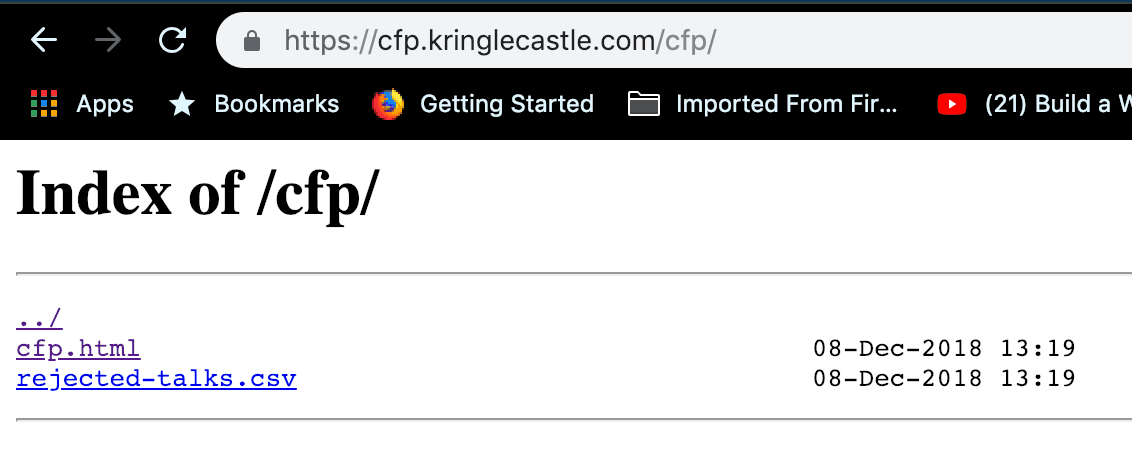 https://cfp.kringlecastle.com/cfp/
Apps Bookmarks Getting Started Imported From Fir... (21) Build a W
Index of /cfp/
../
cfp.html 08-Dec-2018 13:19
rejected-talks.csv 08-Dec-2018 13:19